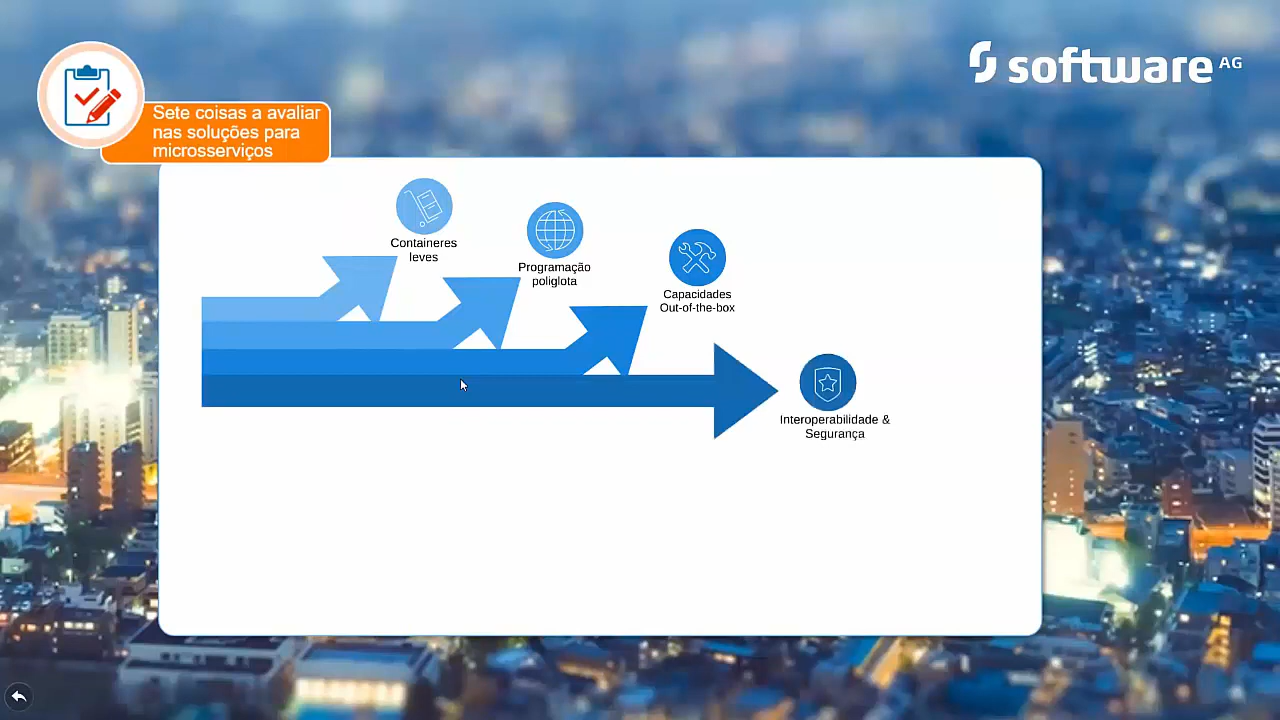 software AG
Sete coisas a avaliar
nas soluções para
microsserviços
Containeres
leves
Programação
poliglota
Capacidades
Out-of-the-box
Interoperabilidade &
Segurança